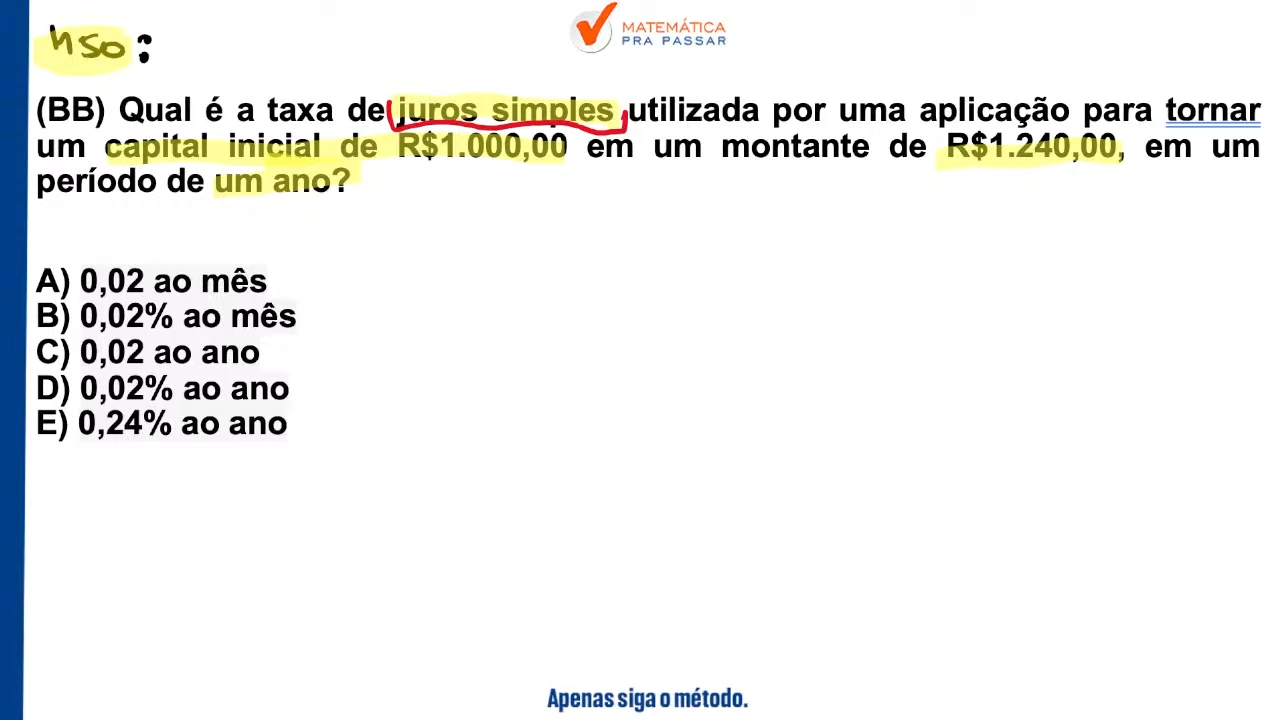 MATEMÁTICA
PRA PASSAR
(BB) Qual é a taxa de juros simples utilizada por uma aplicação para tornar
um capital inicial de R$1.000,00 em um montante de R$1.240,00, em um
período de um ano?
A) 0,02 ao mês
B) 0,02% ao mês
C) 0,02 ao ano
D) 0,02% ao ano
E) 0,24% ao ano
Apenas siga o método.